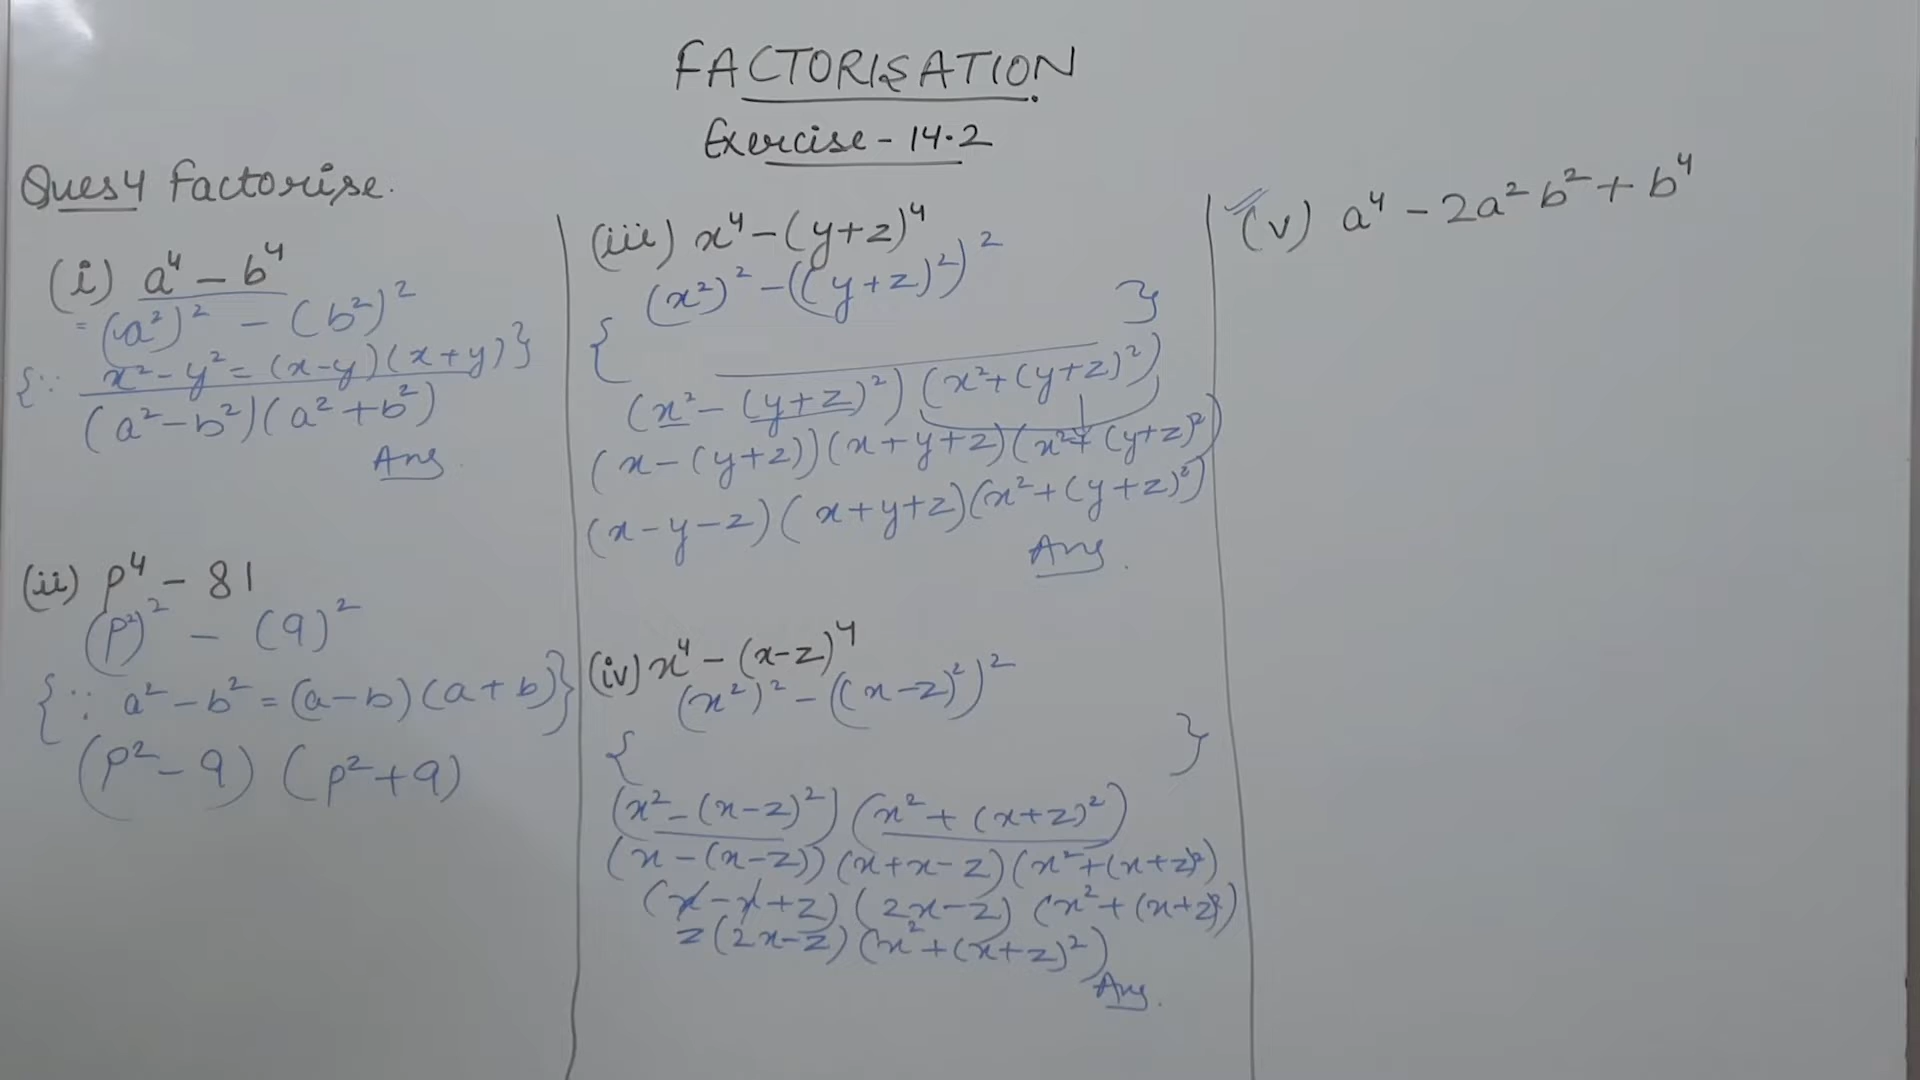 FACTORISATION
Exercise - 14.2
Ques4 Factorise.
(i) a⁴ - b⁴
= (a²)² - (b²)²
{∵ x² - y² = (x-y)(x+y)}
(a² - b²)(a² + b²)
Ans.
(ii) p⁴ - 81
(p²)² - (9)²
{∵ a² - b² = (a-b)(a+b)}
(p² - 9) (p² + 9)
(iii) x⁴ - (y+z)⁴
(x²)² - ((y+z)²)²
{ }
(x² - (y+z)²) (x² + (y+z)²)
(x - (y+z)) (x+y+z) (x² + (y+z)²)
(x-y-z) (x+y+z) (x² + (y+z)²)
Ans.
(iv) x⁴ - (x-z)⁴
(x²)² - ((x-z)²)²
{ }
(x² - (x-z)²) (x² + (x+z)²)
(x - (x-z)) (x+x-z) (x² + (x+z)²)
(x-x+z) (2x-z) (x² + (x+z)²)
z (2x-z) (x² + (x+z)²)
Ans.
(v) a⁴ - 2a² b² + b⁴